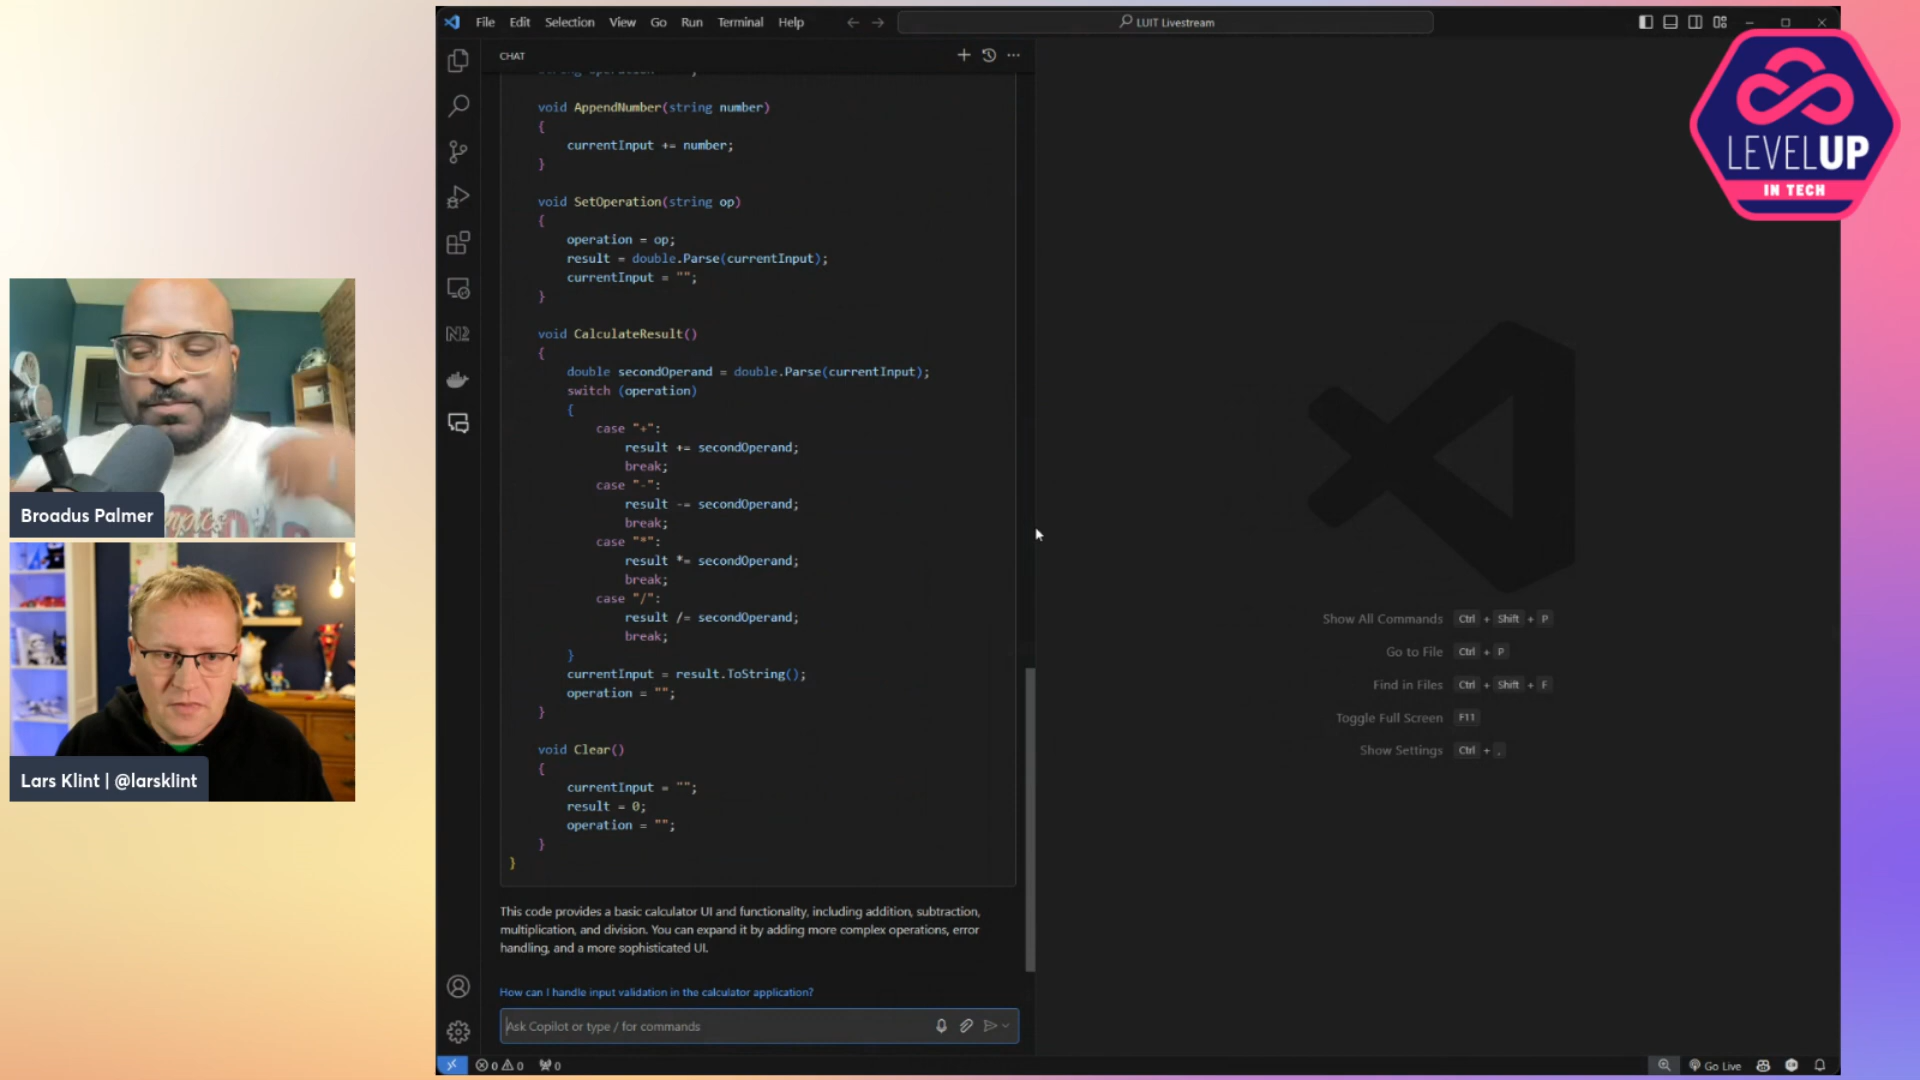 File Edit Selection View Go Run Terminal Help
LUIT Livestream
CHAT
void AppendNumber(string number)
{
currentInput += number;
}
void SetOperation(string op)
{
operation = op;
result = double.Parse(currentInput);
currentInput = "";
}
void CalculateResult()
{
double secondOperand = double.Parse(currentInput);
switch (operation)
{
case "+":
result += secondOperand;
break;
case "-":
result -= secondOperand;
break;
case "*":
result *= secondOperand;
break;
case "/":
result /= secondOperand;
break;
}
currentInput = result.ToString();
operation = "";
}
void Clear()
{
currentInput = "";
result = 0;
operation = "";
}
}
This code provides a basic calculator UI and functionality, including addition, subtraction,
multiplication, and division. You can expand it by adding more complex operations, error
handling, and a more sophisticated UI.
How can I handle input validation in the calculator application?
Ask Copilot or type / for commands
0 0 0
Show All Commands Ctrl + Shift + P
Go to File Ctrl + P
Find in Files Ctrl + Shift + F
Toggle Full Screen F11
Show Settings Ctrl + ,
Go Live
LEVELUP
IN TECH
Broadus Palmer
Lars Klint | @larsklint